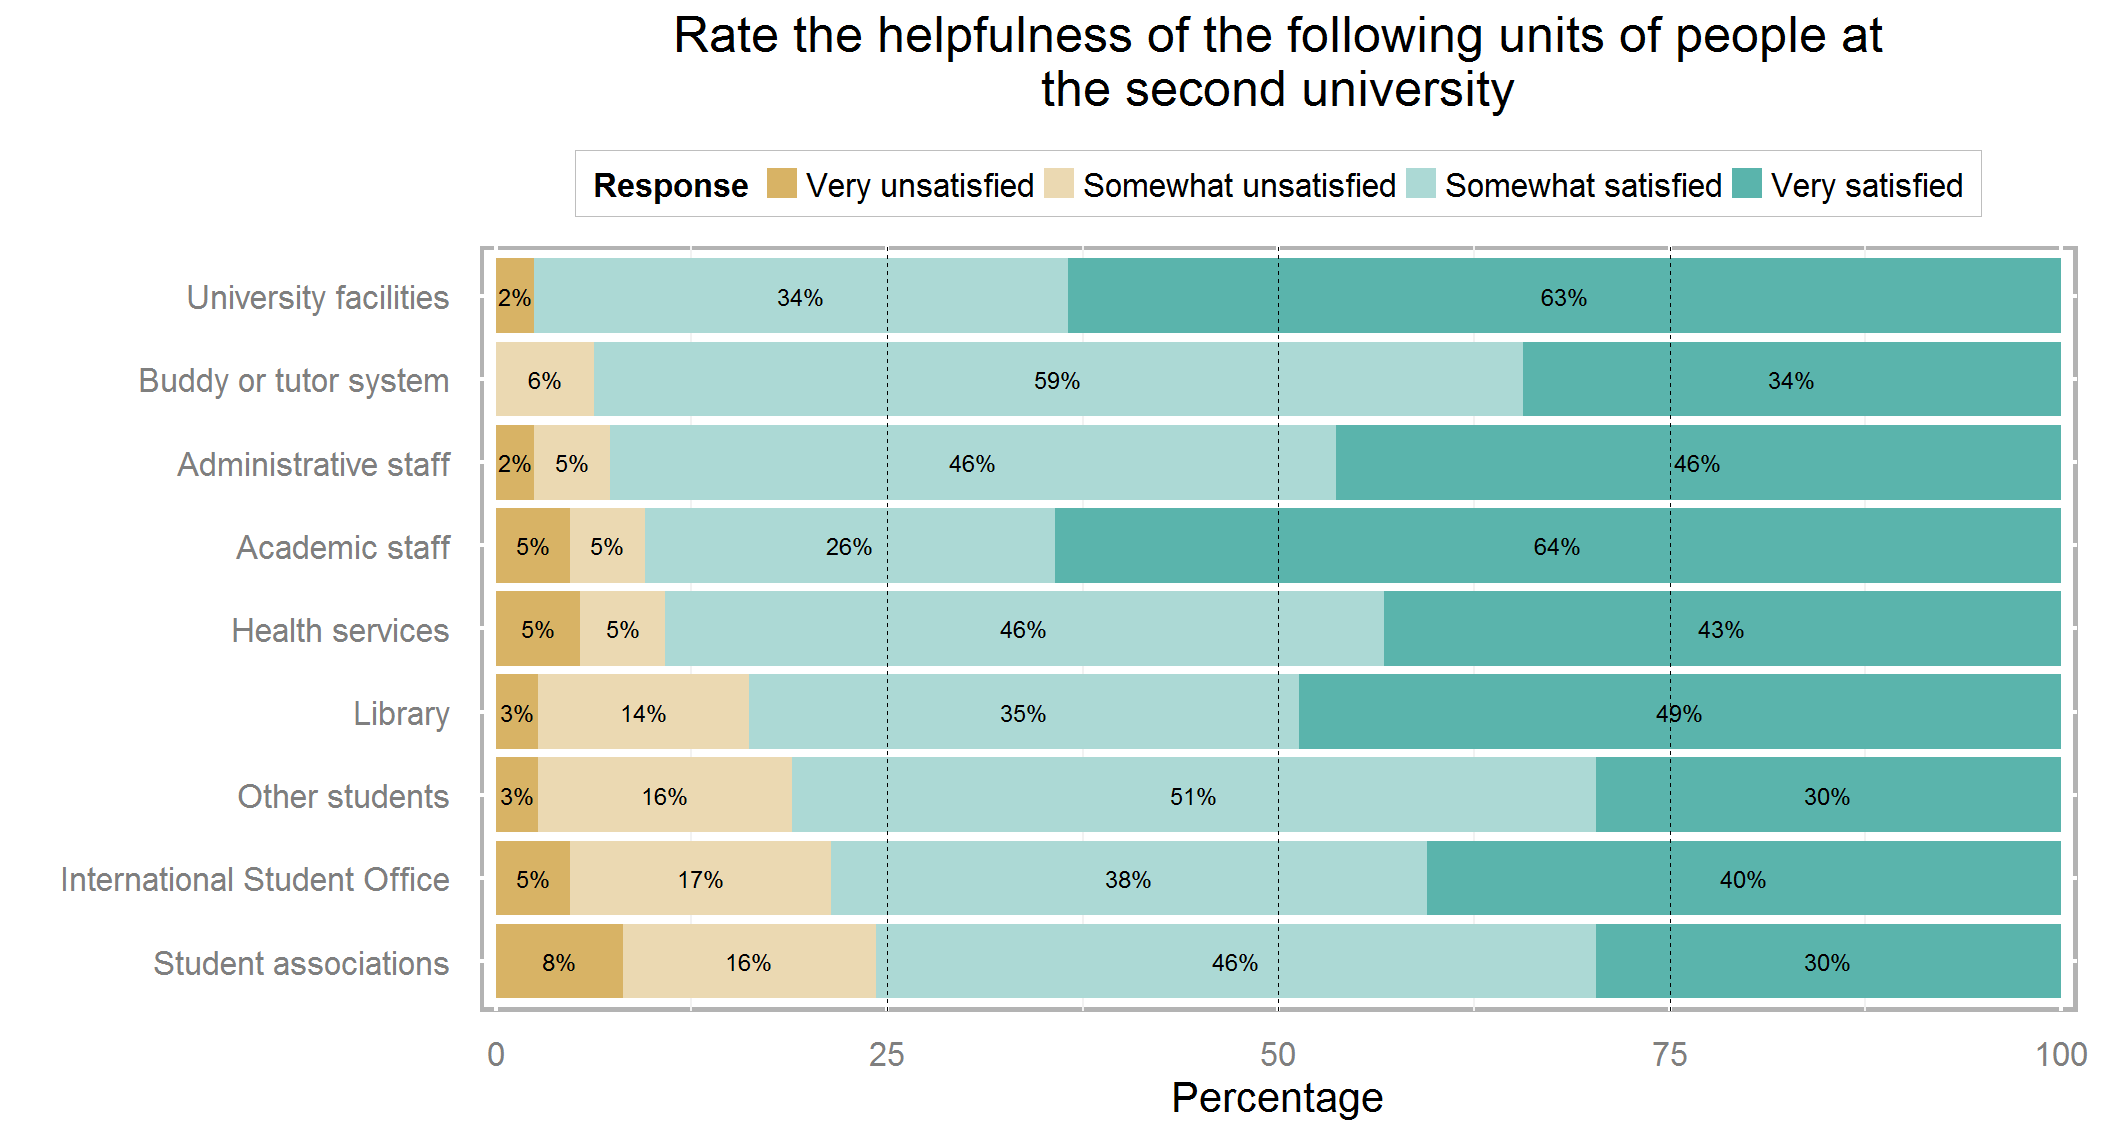 Rate the helpfulness of the following units of people at
the second university
Response Very unsatisfied Somewhat unsatisfied Somewhat satisfied Very satisfied
University facilities 2% 34% 63%
Buddy or tutor system 6% 59% 34%
Administrative staff 2% 5% 46% 46%
Academic staff 5% 5% 26% 64%
Health services 5% 5% 46% 43%
Library 3% 14% 35% 49%
Other students 3% 16% 51% 30%
International Student Office 5% 17% 38% 40%
Student associations 8% 16% 46% 30%
0 25 50 75 100
Percentage